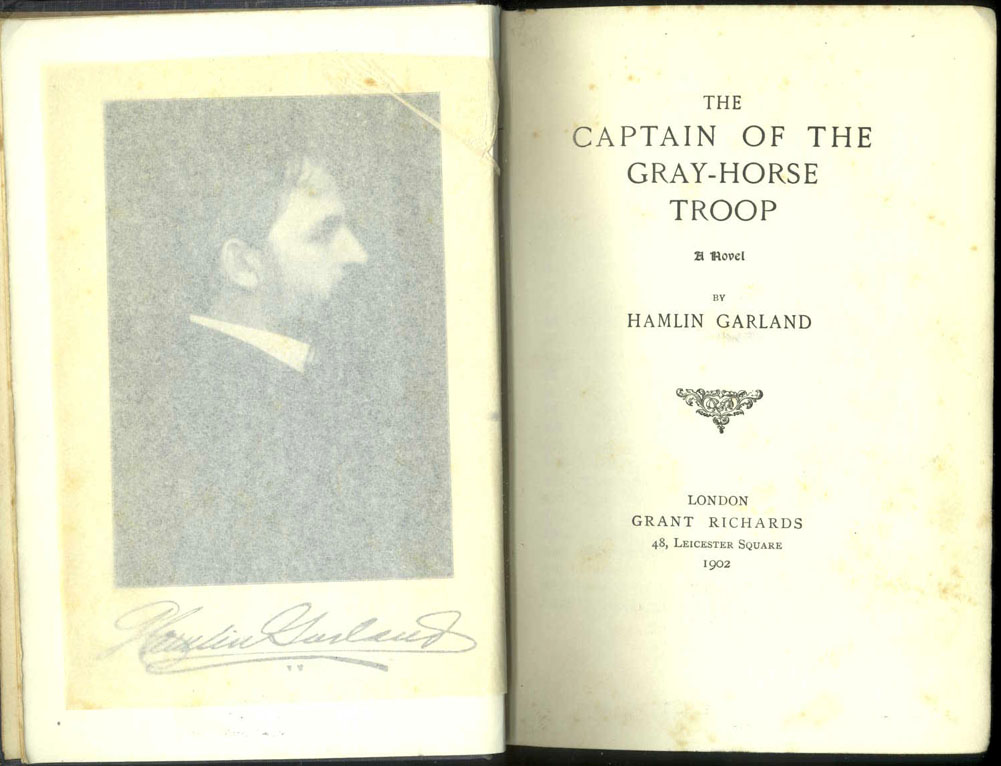 Hamlin Garland
THE
CAPTAIN OF THE
GRAY-HORSE
TROOP
A Novel
BY
HAMLIN GARLAND
LONDON
GRANT RICHARDS
48, LEICESTER SQUARE
1902